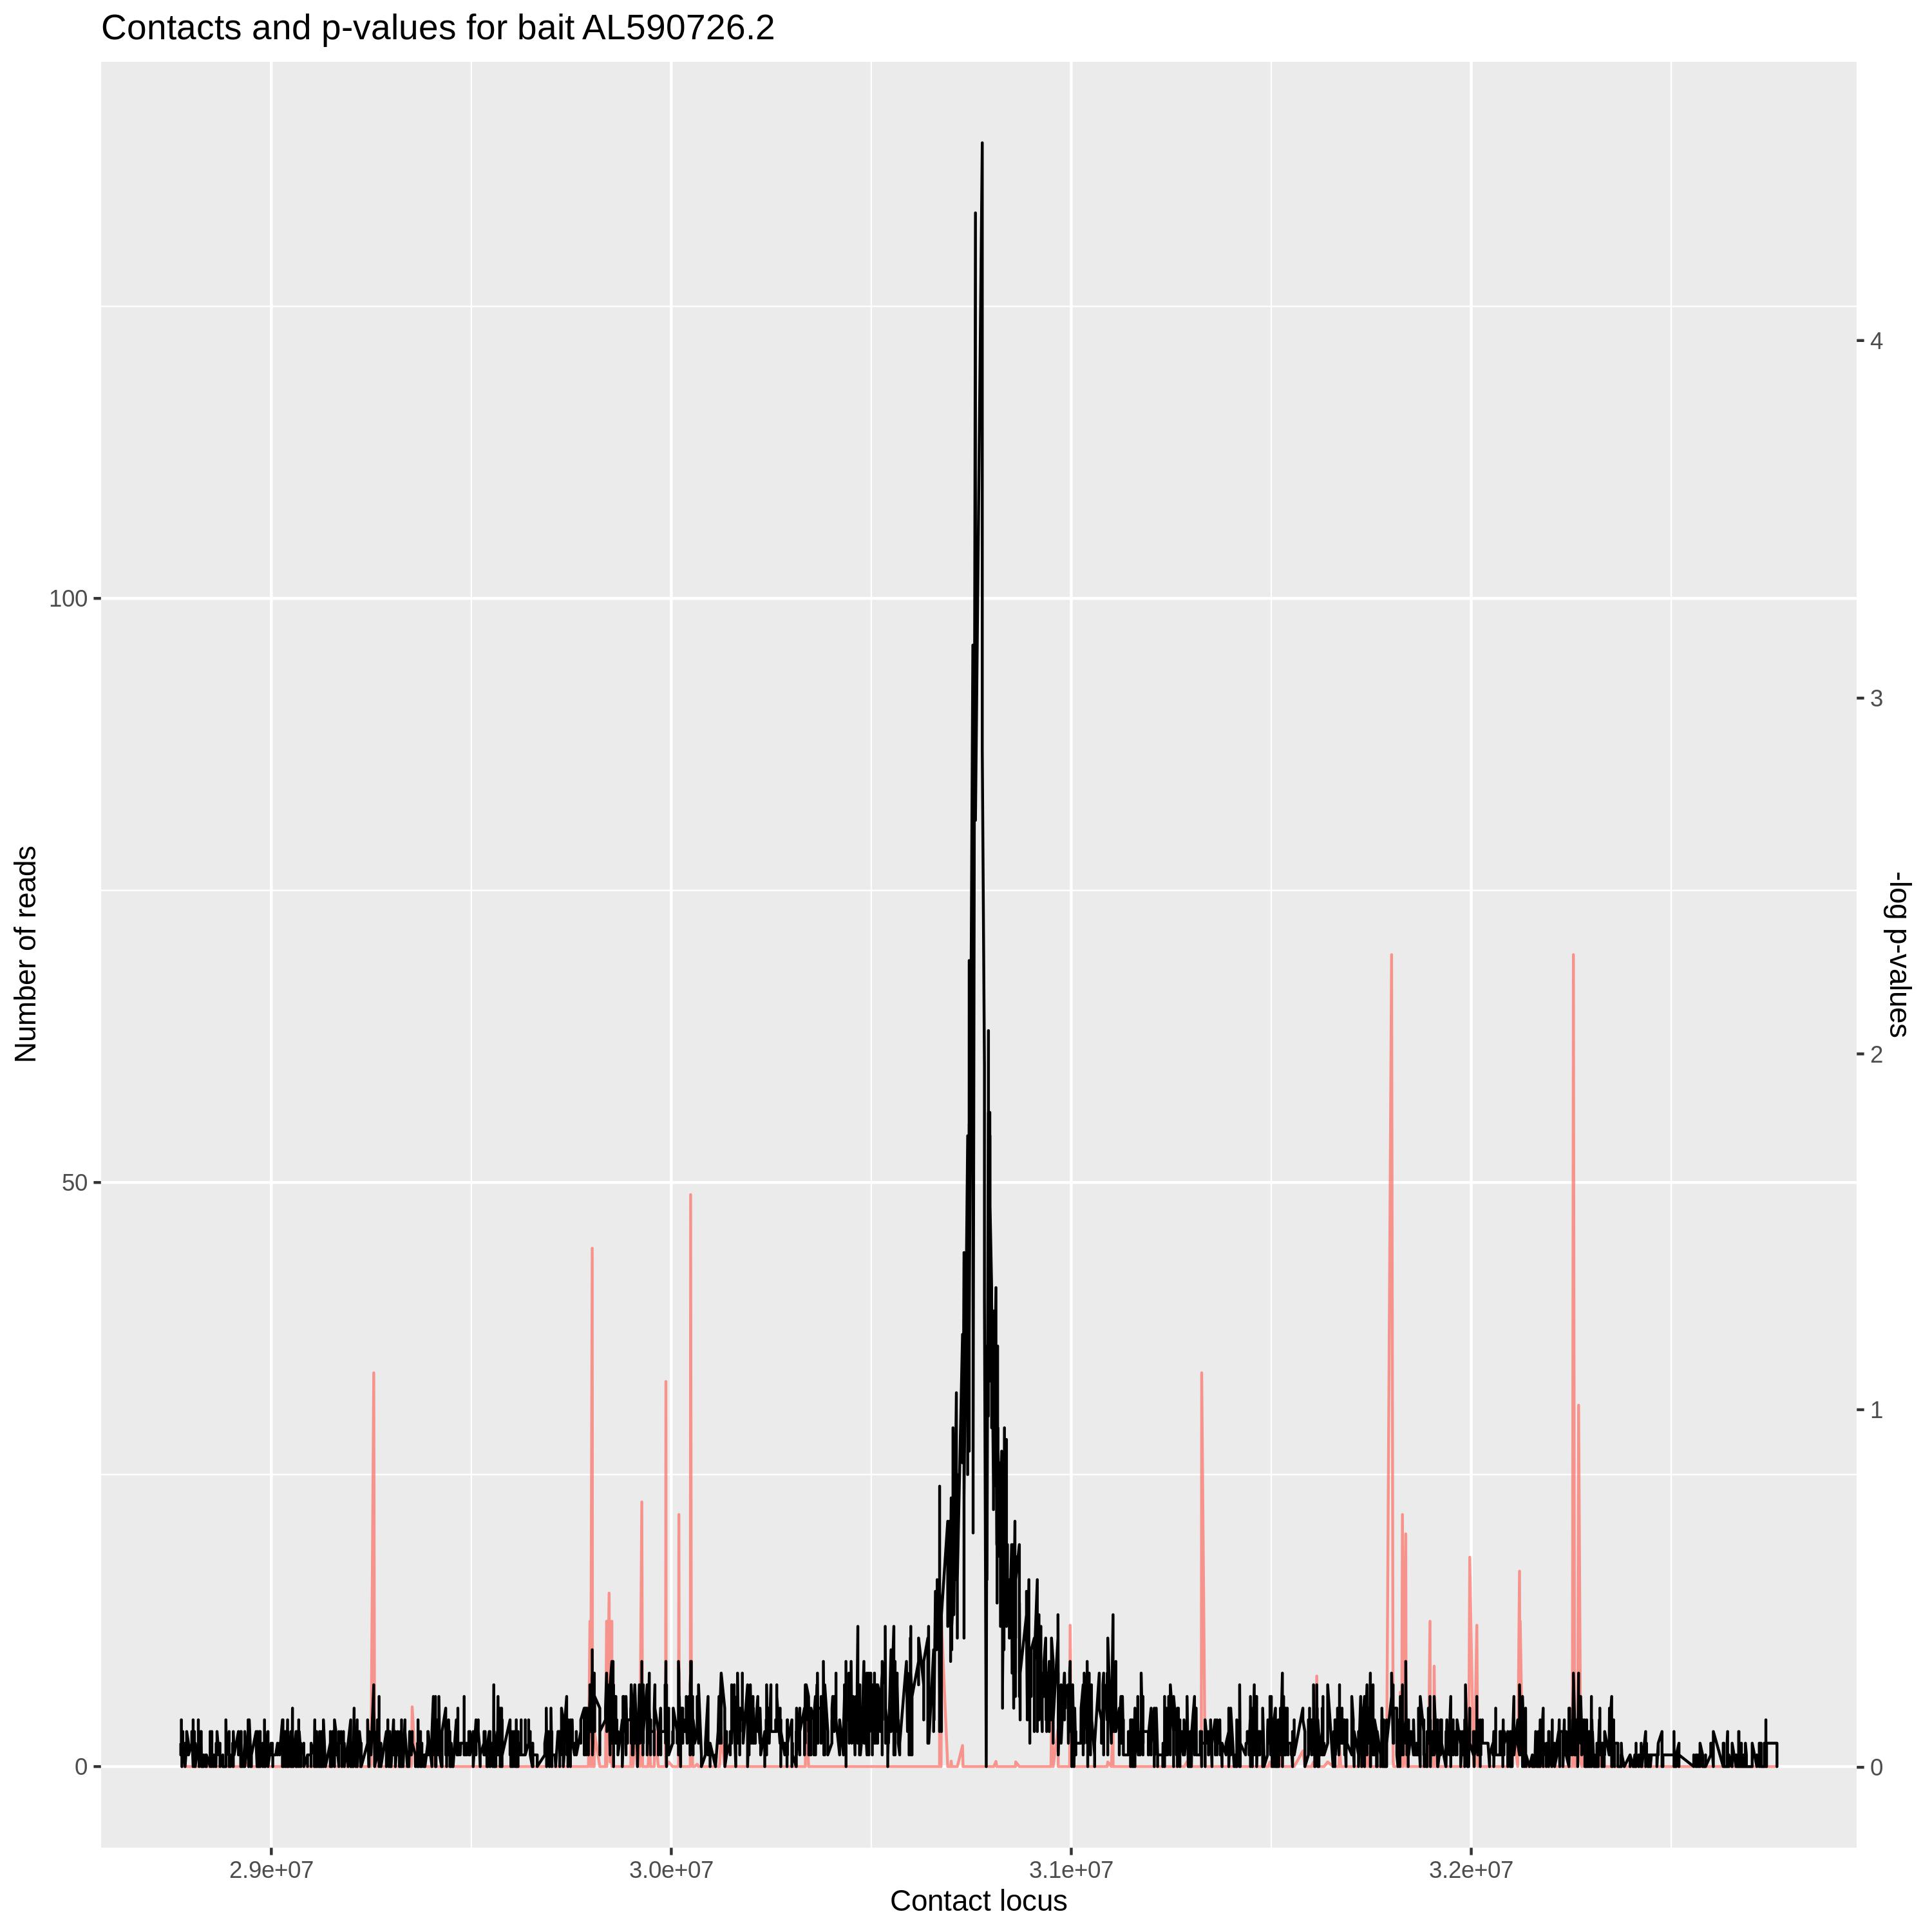 Contacts and p-values for bait AL590726.2
100
50
0
Number of reads
4
3
2
1
0
-log p-values
2.9e+07 3.0e+07 3.1e+07 3.2e+07
Contact locus